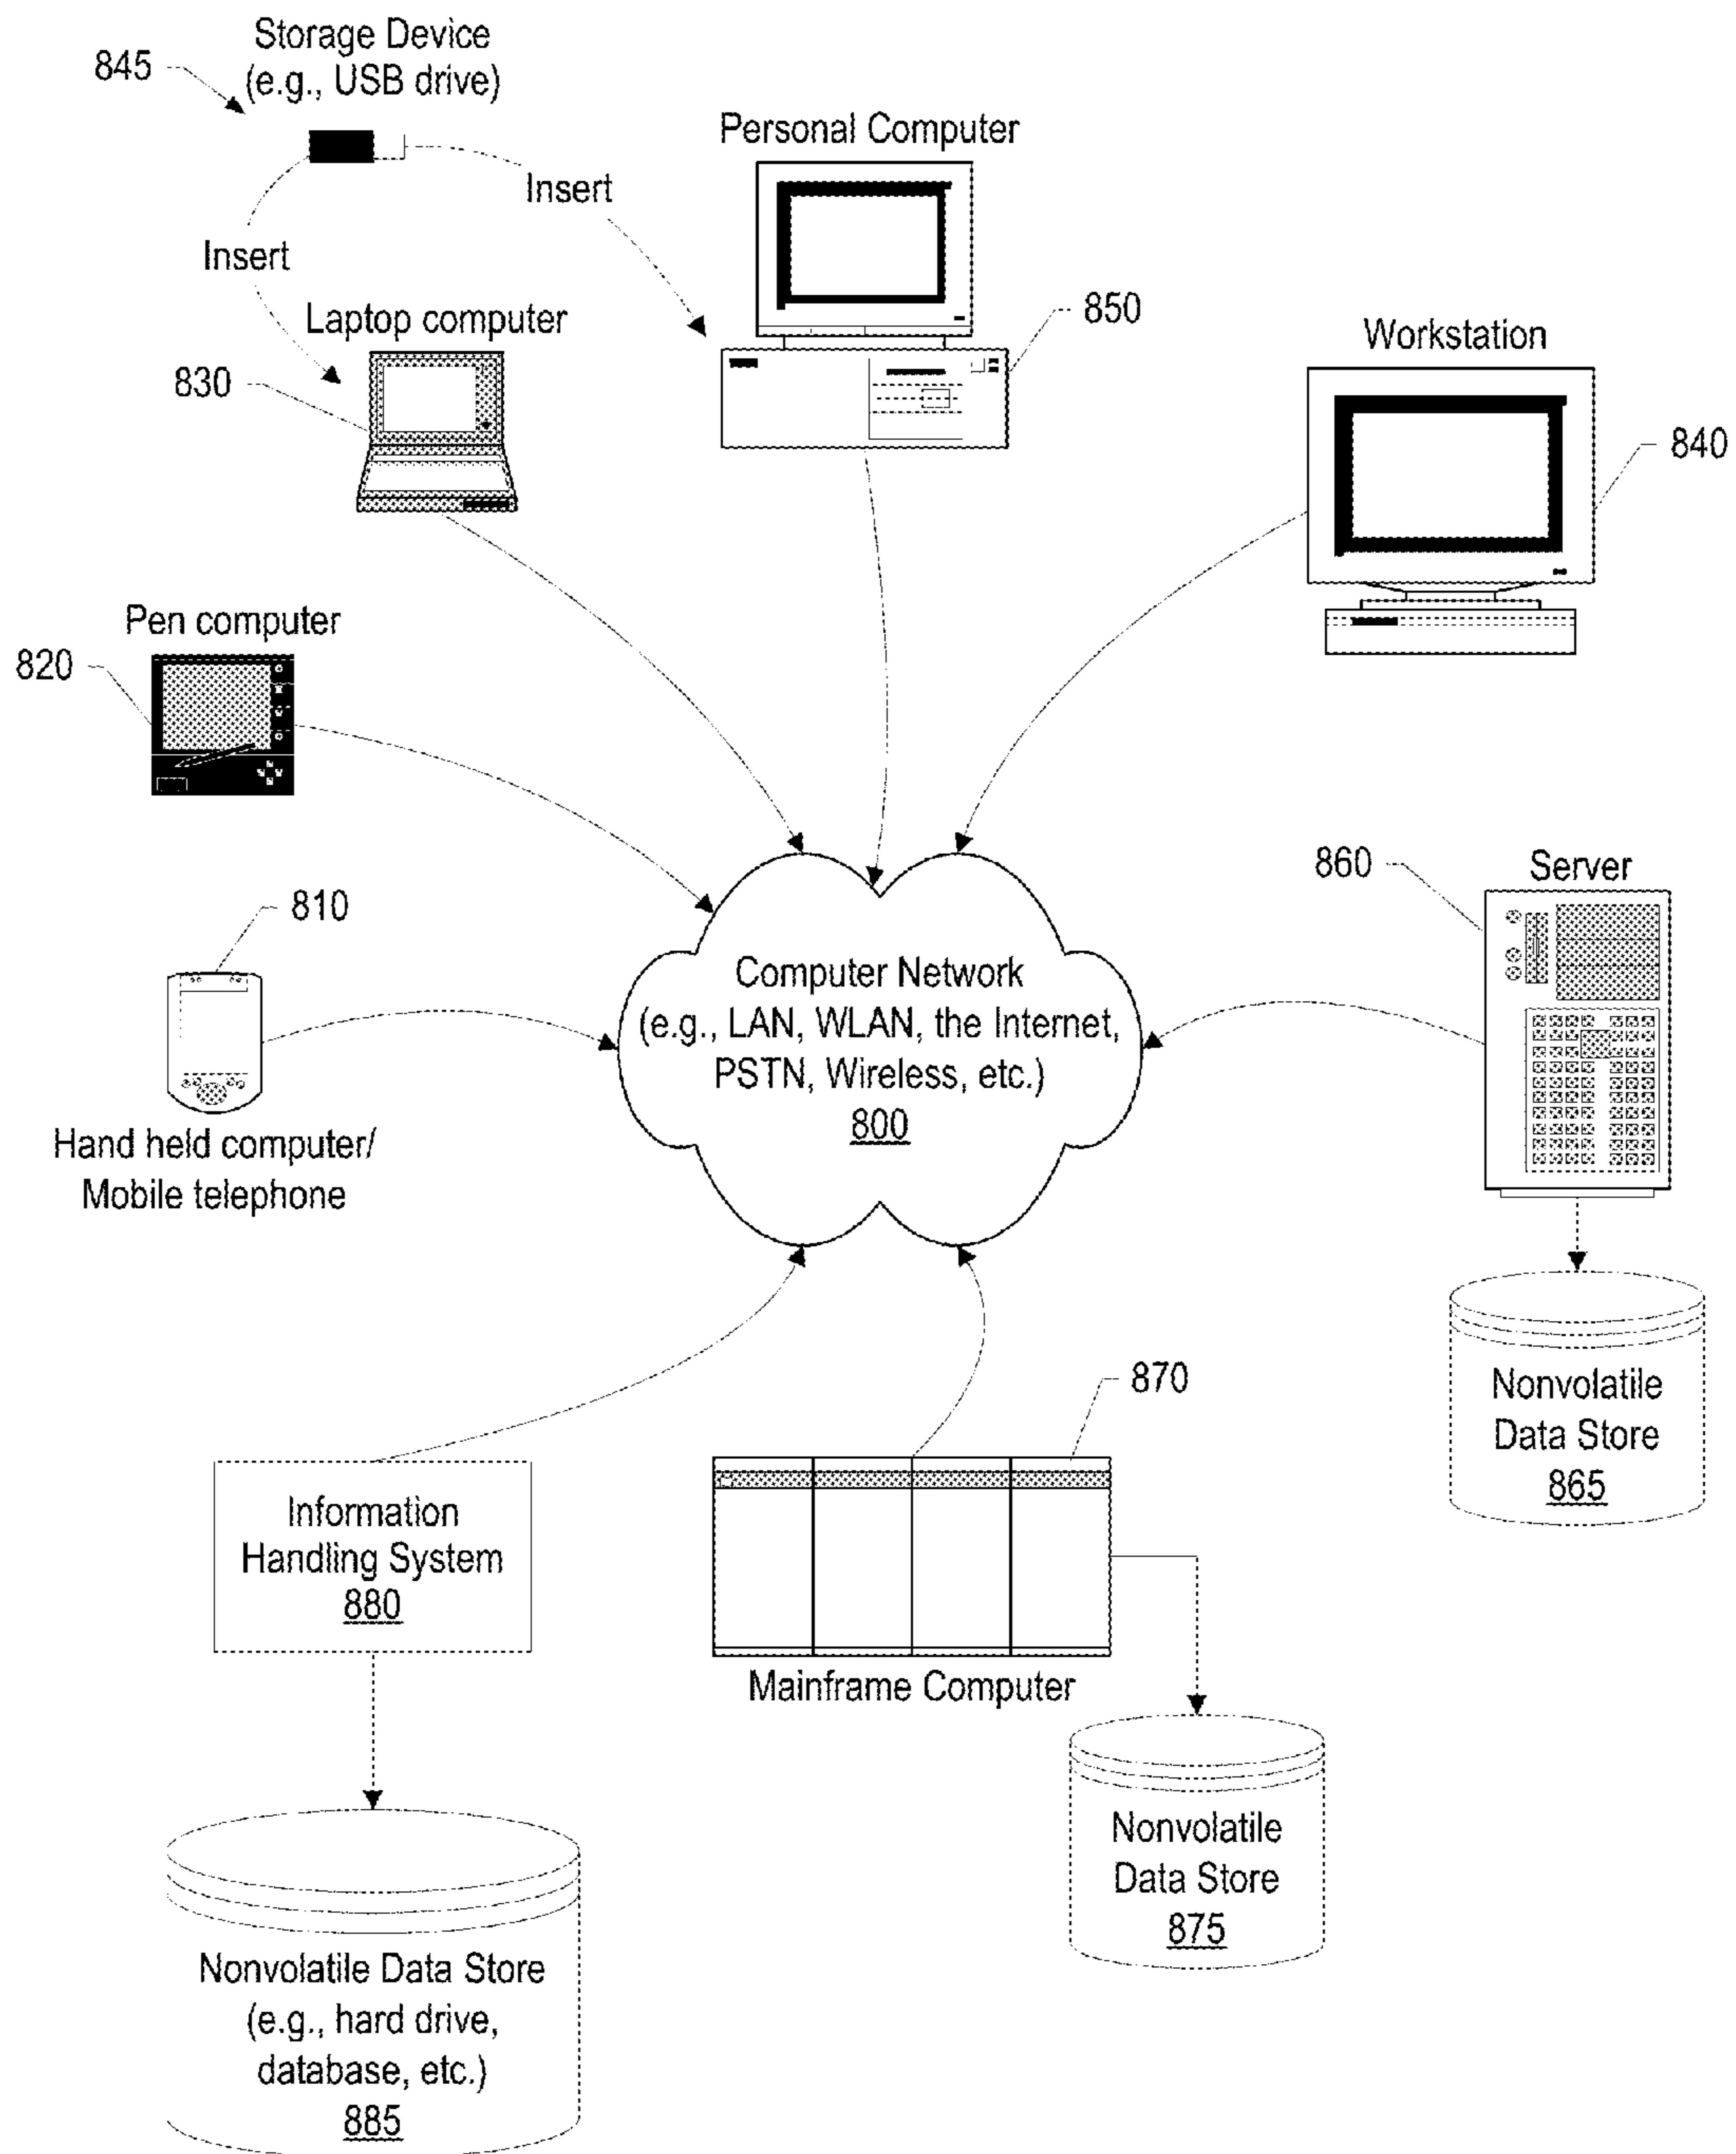 Storage Device
(e.g., USB drive)
845
Personal Computer
Insert
Insert
Laptop computer
850
Workstation
830
840
Pen computer
820
860
Server
810
Computer Network
(e.g., LAN, WLAN, the Internet,
PSTN, Wireless, etc.)
800
Hand held computer/
Mobile telephone
870
Nonvolatile
Data Store
865
Information
Handling System
880
Mainframe Computer
Nonvolatile
Data Store
875
Nonvolatile Data Store
(e.g., hard drive,
database, etc.)
885